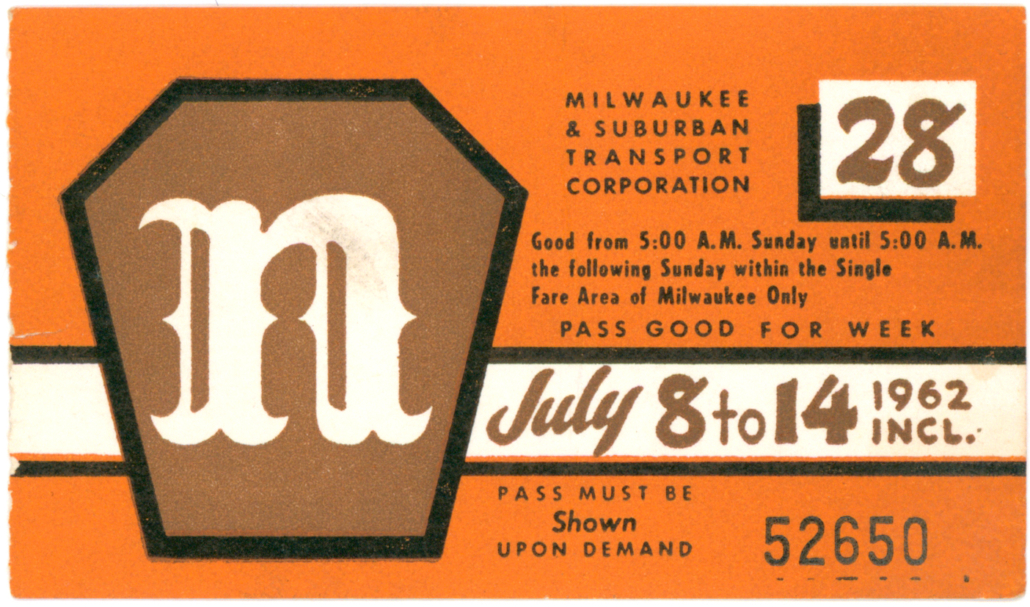 MILWAUKEE
& SUBURBAN
TRANSPORT
CORPORATION
28
Good from 5:00 A.M. Sunday until 5:00 A.M.
the following Sunday within the Single
Fare Area of Milwaukee Only
PASS GOOD FOR WEEK
n
July 8 to 14 1962
INCL.
PASS MUST BE
Shown
UPON DEMAND
52650